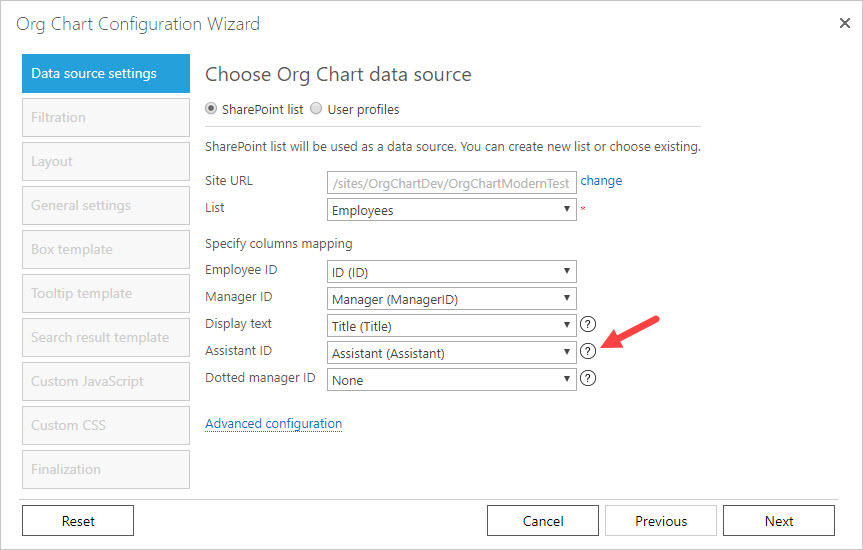 Org Chart Configuration Wizard
Data source settings
Filtration
Layout
General settings
Box template
Tooltip template
Search result template
Custom JavaScript
Custom CSS
Finalization
Choose Org Chart data source
SharePoint list User profiles
SharePoint list will be used as a data source. You can create new list or choose existing.
Site URL /sites/OrgChartDev/OrgChartModernTest change
List Employees *
Specify columns mapping
Employee ID ID (ID)
Manager ID Manager (ManagerID)
Display text Title (Title) ?
Assistant ID Assistant (Assistant) ?
Dotted manager ID None ?
Advanced configuration
Reset Cancel Previous Next